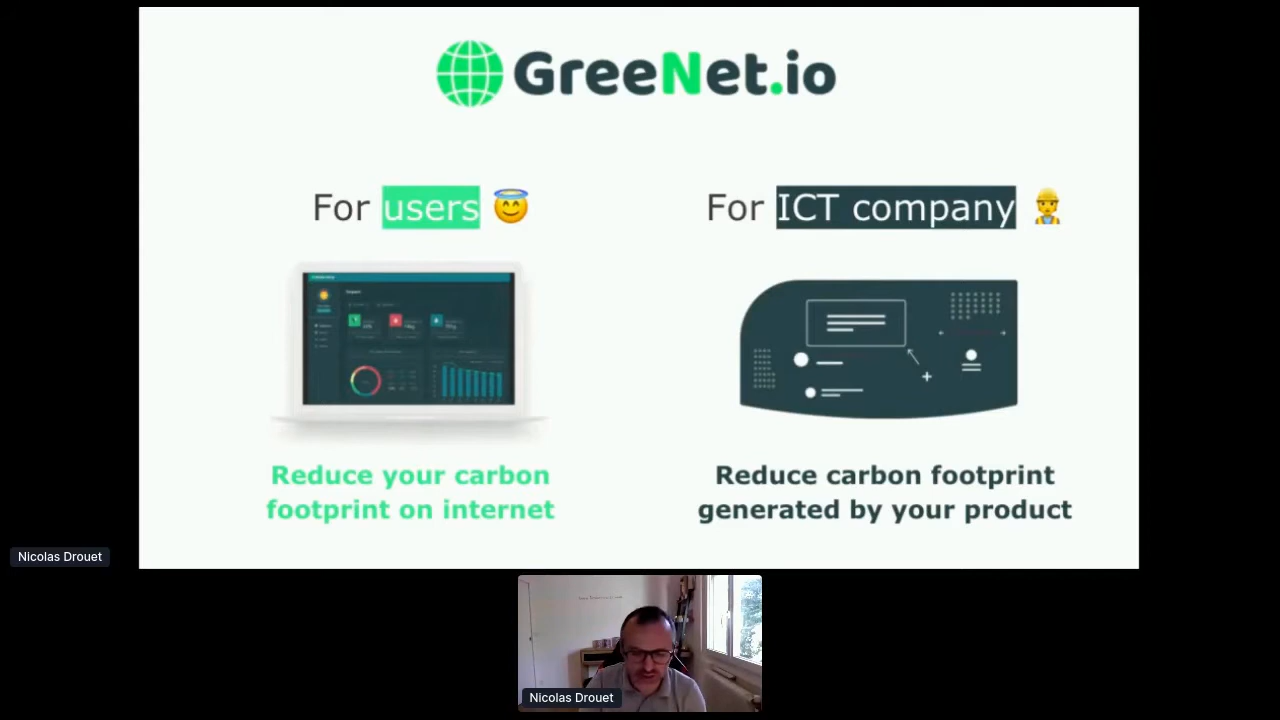 GreeNet.io
For users 😇
For ICT company 👷
Reduce your carbon
footprint on internet
Reduce carbon footprint
generated by your product
Nicolas Drouet
Nicolas Drouet